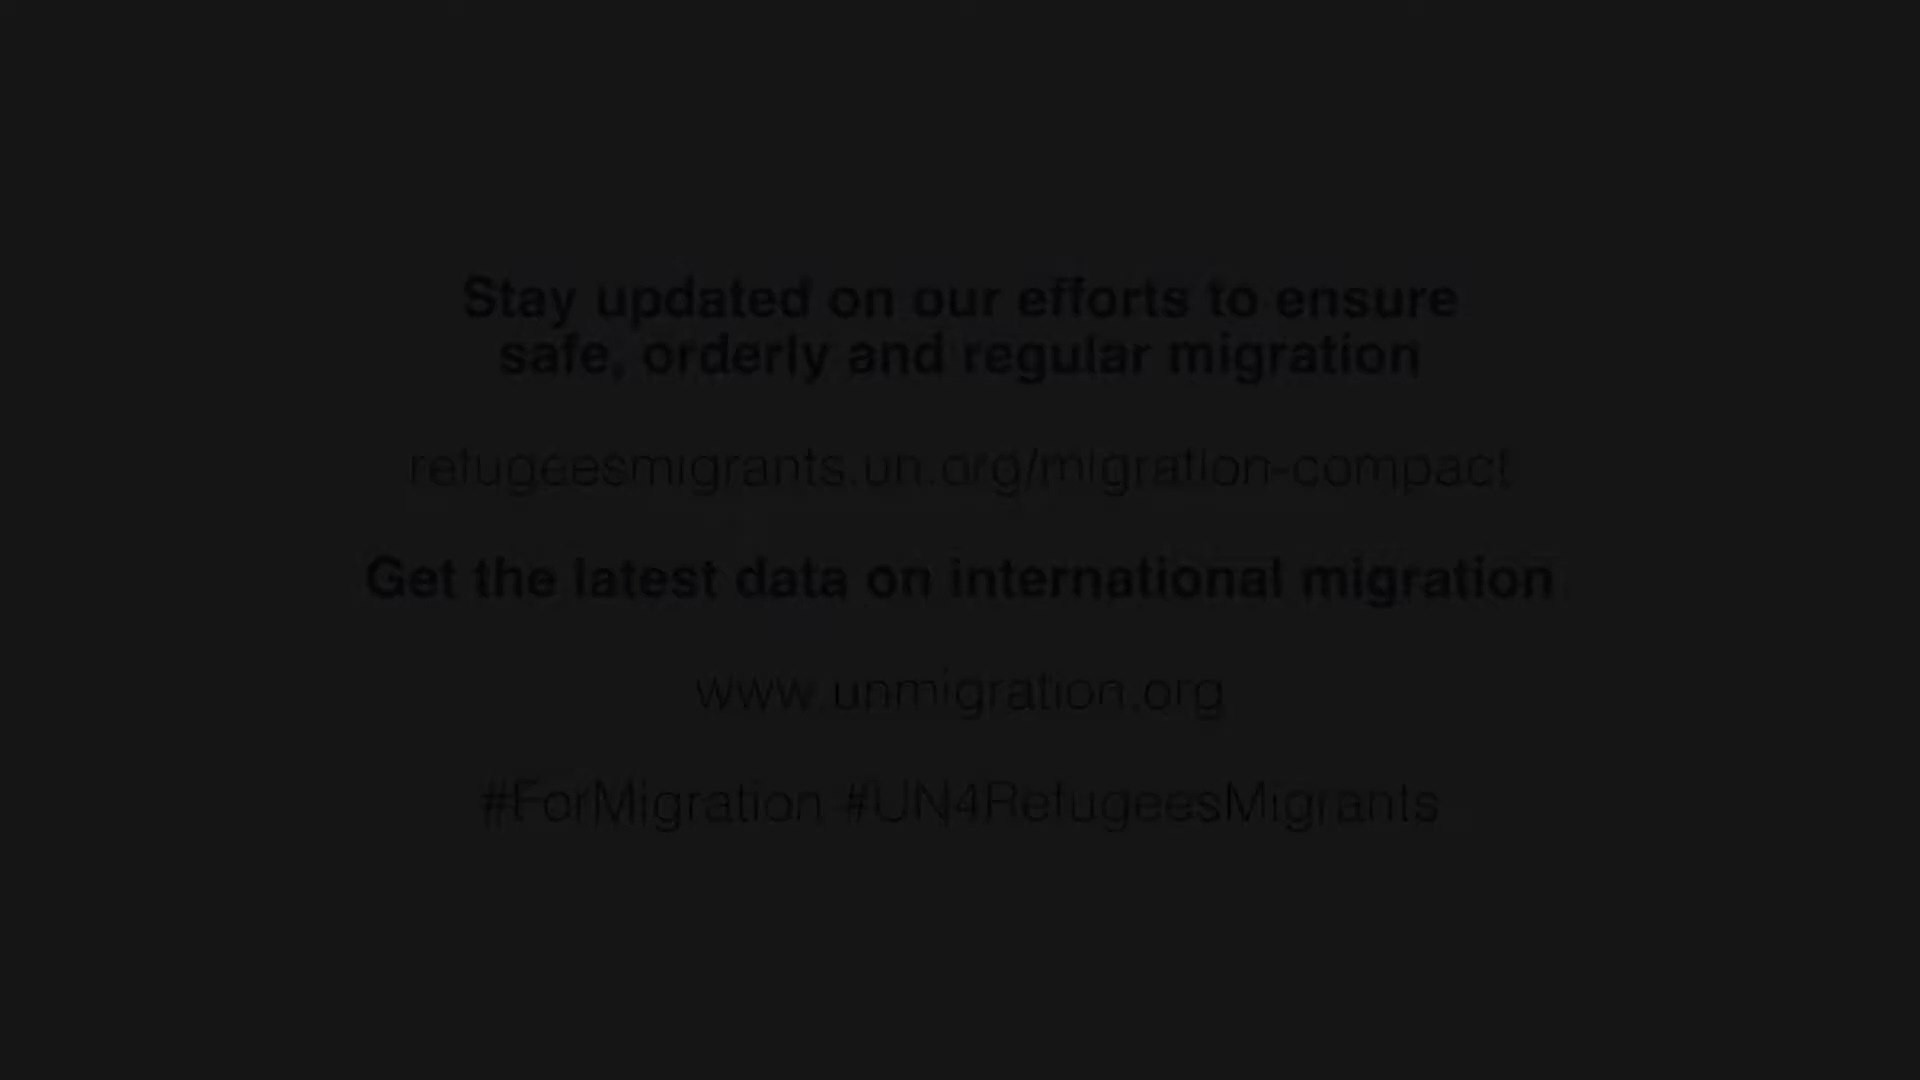 Stay updated on our efforts to ensure
safe, orderly and regular migration
refugeesmigrants.un.org/migration-compact
Get the latest data on international migration
www.unmigration.org
#ForMigration #UN4RefugeesMigrants